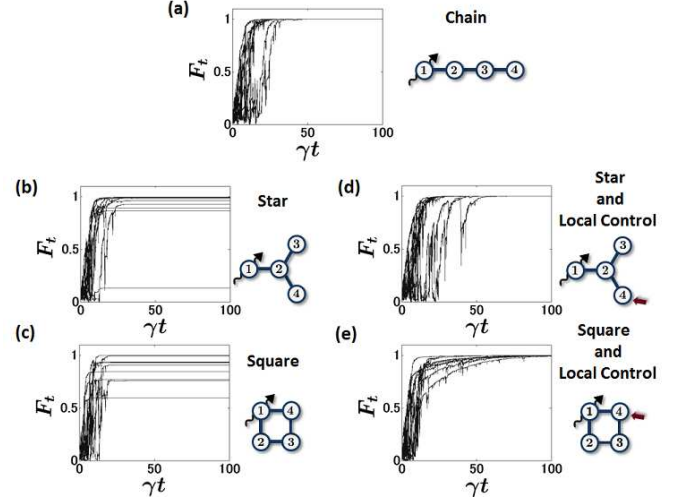 (a)
F_t
1
0.5
0
0
50
100
γt
Chain
1 2 3 4
(b)
F_t
1
0.5
0
0
50
100
γt
Star
1 2 3 4
(d)
F_t
1
0.5
0
0
50
100
γt
Star
and
Local Control
1 2 3 4
(c)
F_t
1
0.5
0
0
50
100
γt
Square
1 4
2 3
(e)
F_t
1
0.5
0
0
50
100
γt
Square
and
Local Control
1 4
2 3